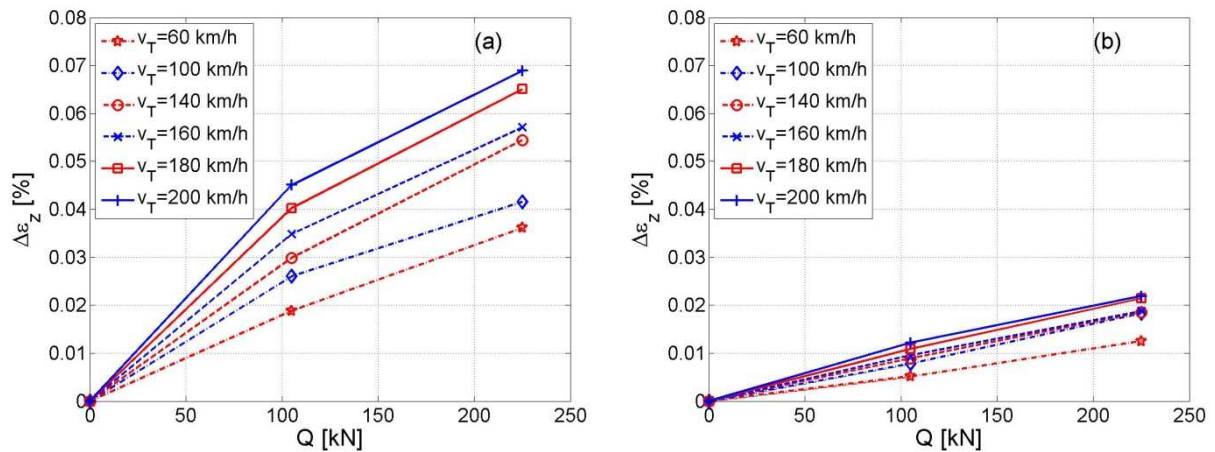 (a)
v_T=60 km/h
v_T=100 km/h
v_T=140 km/h
v_T=160 km/h
v_T=180 km/h
v_T=200 km/h
Δε_z [%]
0.08
0.07
0.06
0.05
0.04
0.03
0.02
0.01
0
0 50 100 150 200 250
Q [kN]
(b)
v_T=60 km/h
v_T=100 km/h
v_T=140 km/h
v_T=160 km/h
v_T=180 km/h
v_T=200 km/h
Δε_z [%]
0.08
0.07
0.06
0.05
0.04
0.03
0.02
0.01
0
0 50 100 150 200 250
Q [kN]